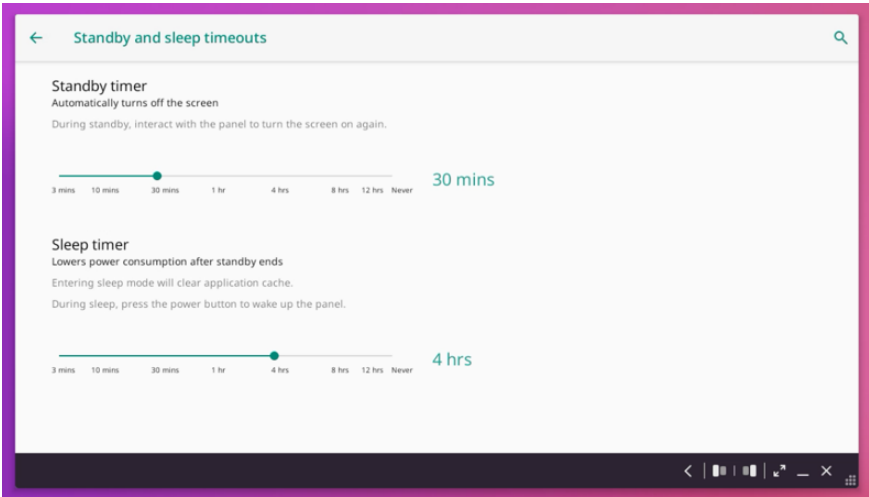 Standby and sleep timeouts
Standby timer
Automatically turns off the screen
During standby, interact with the panel to turn the screen on again.
3 mins 10 mins 30 mins 1 hr 4 hrs 8 hrs 12 hrs Never
30 mins
Sleep timer
Lowers power consumption after standby ends
Entering sleep mode will clear application cache.
During sleep, press the power button to wake up the panel.
3 mins 10 mins 30 mins 1 hr 4 hrs 8 hrs 12 hrs Never
4 hrs